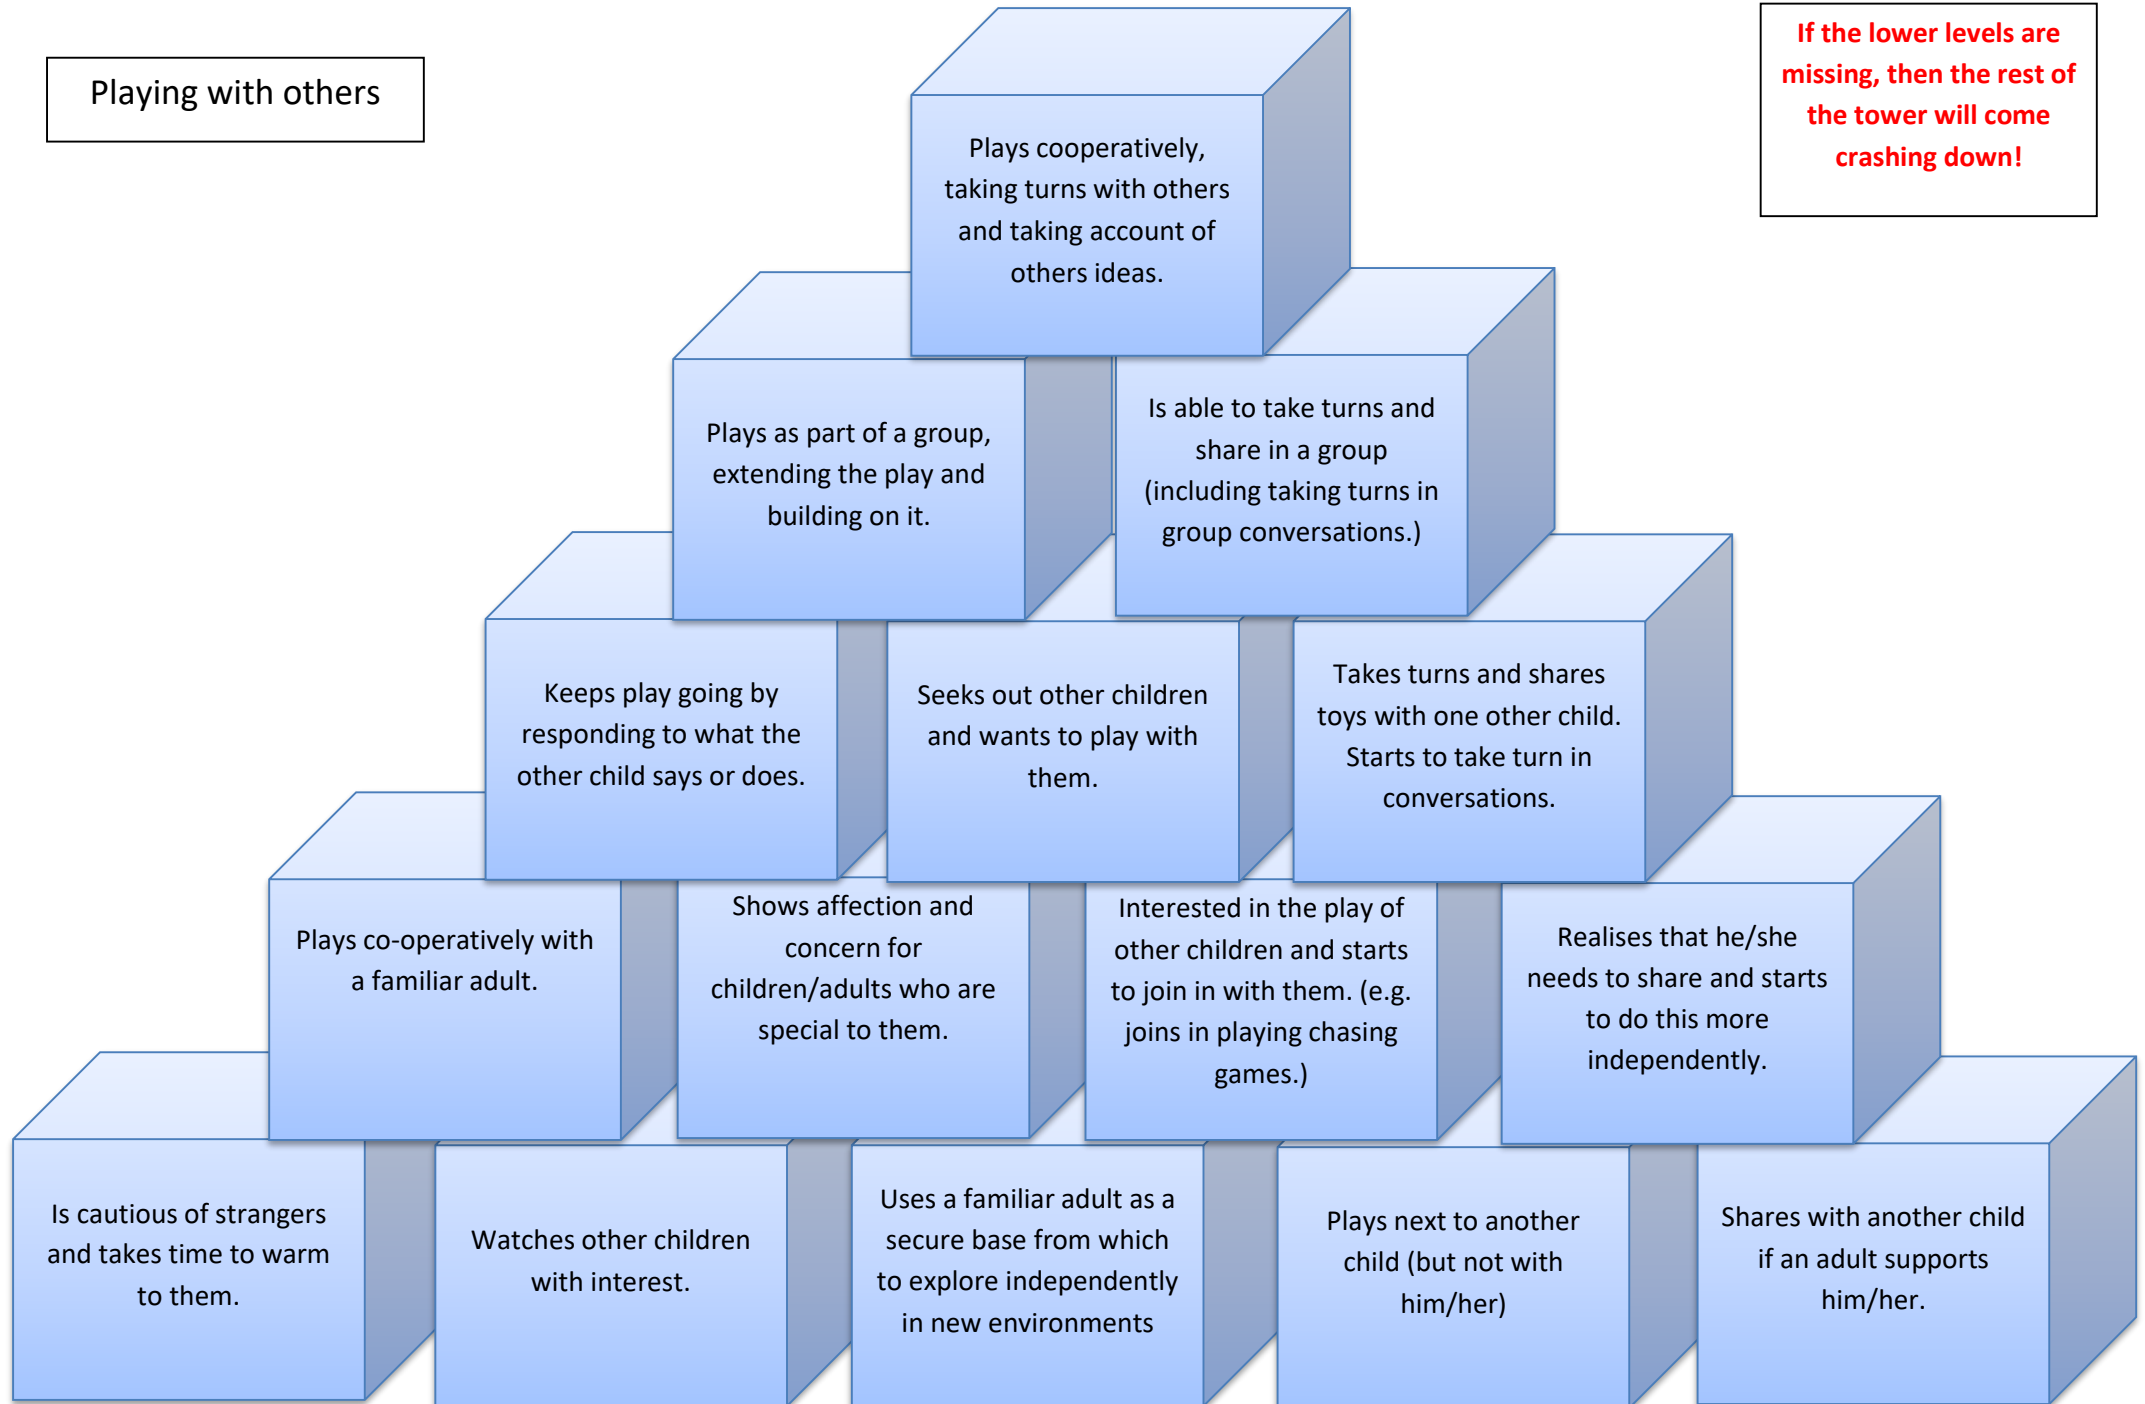 Playing with others
If the lower levels are
missing, then the rest of
the tower will come
crashing down!
Plays cooperatively,
taking turns with others
and taking account of
others ideas.
Plays as part of a group,
extending the play and
building on it.
Is able to take turns and
share in a group
(including taking turns in
group conversations.)
Keeps play going by
responding to what the
other child says or does.
Seeks out other children
and wants to play with
them.
Takes turns and shares
toys with one other child.
Starts to take turn in
conversations.
Plays co-operatively with
a familiar adult.
Shows affection and
concern for
children/adults who are
special to them.
Interested in the play of
other children and starts
to join in with them. (e.g.
joins in playing chasing
games.)
Realises that he/she
needs to share and starts
to do this more
independently.
Is cautious of strangers
and takes time to warm
to them.
Watches other children
with interest.
Uses a familiar adult as a
secure base from which
to explore independently
in new environments
Plays next to another
child (but not with
him/her)
Shares with another child
if an adult supports
him/her.